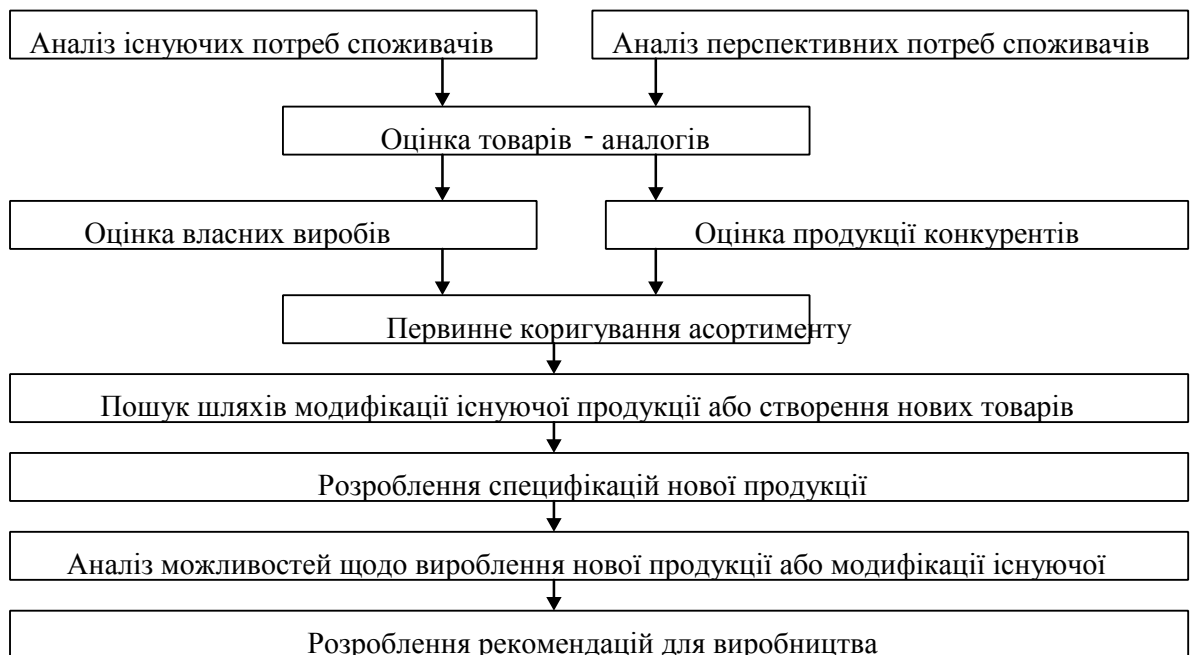 Аналіз існуючих потреб споживачів
Аналіз перспективних потреб споживачів
Оцінка товарів - аналогів
Оцінка власних виробів
Оцінка продукції конкурентів
Первинне коригування асортименту
Пошук шляхів модифікації існуючої продукції або створення нових товарів
Розроблення специфікацій нової продукції
Аналіз можливостей щодо вироблення нової продукції або модифікації існуючої
Розроблення рекомендацій для виробництва